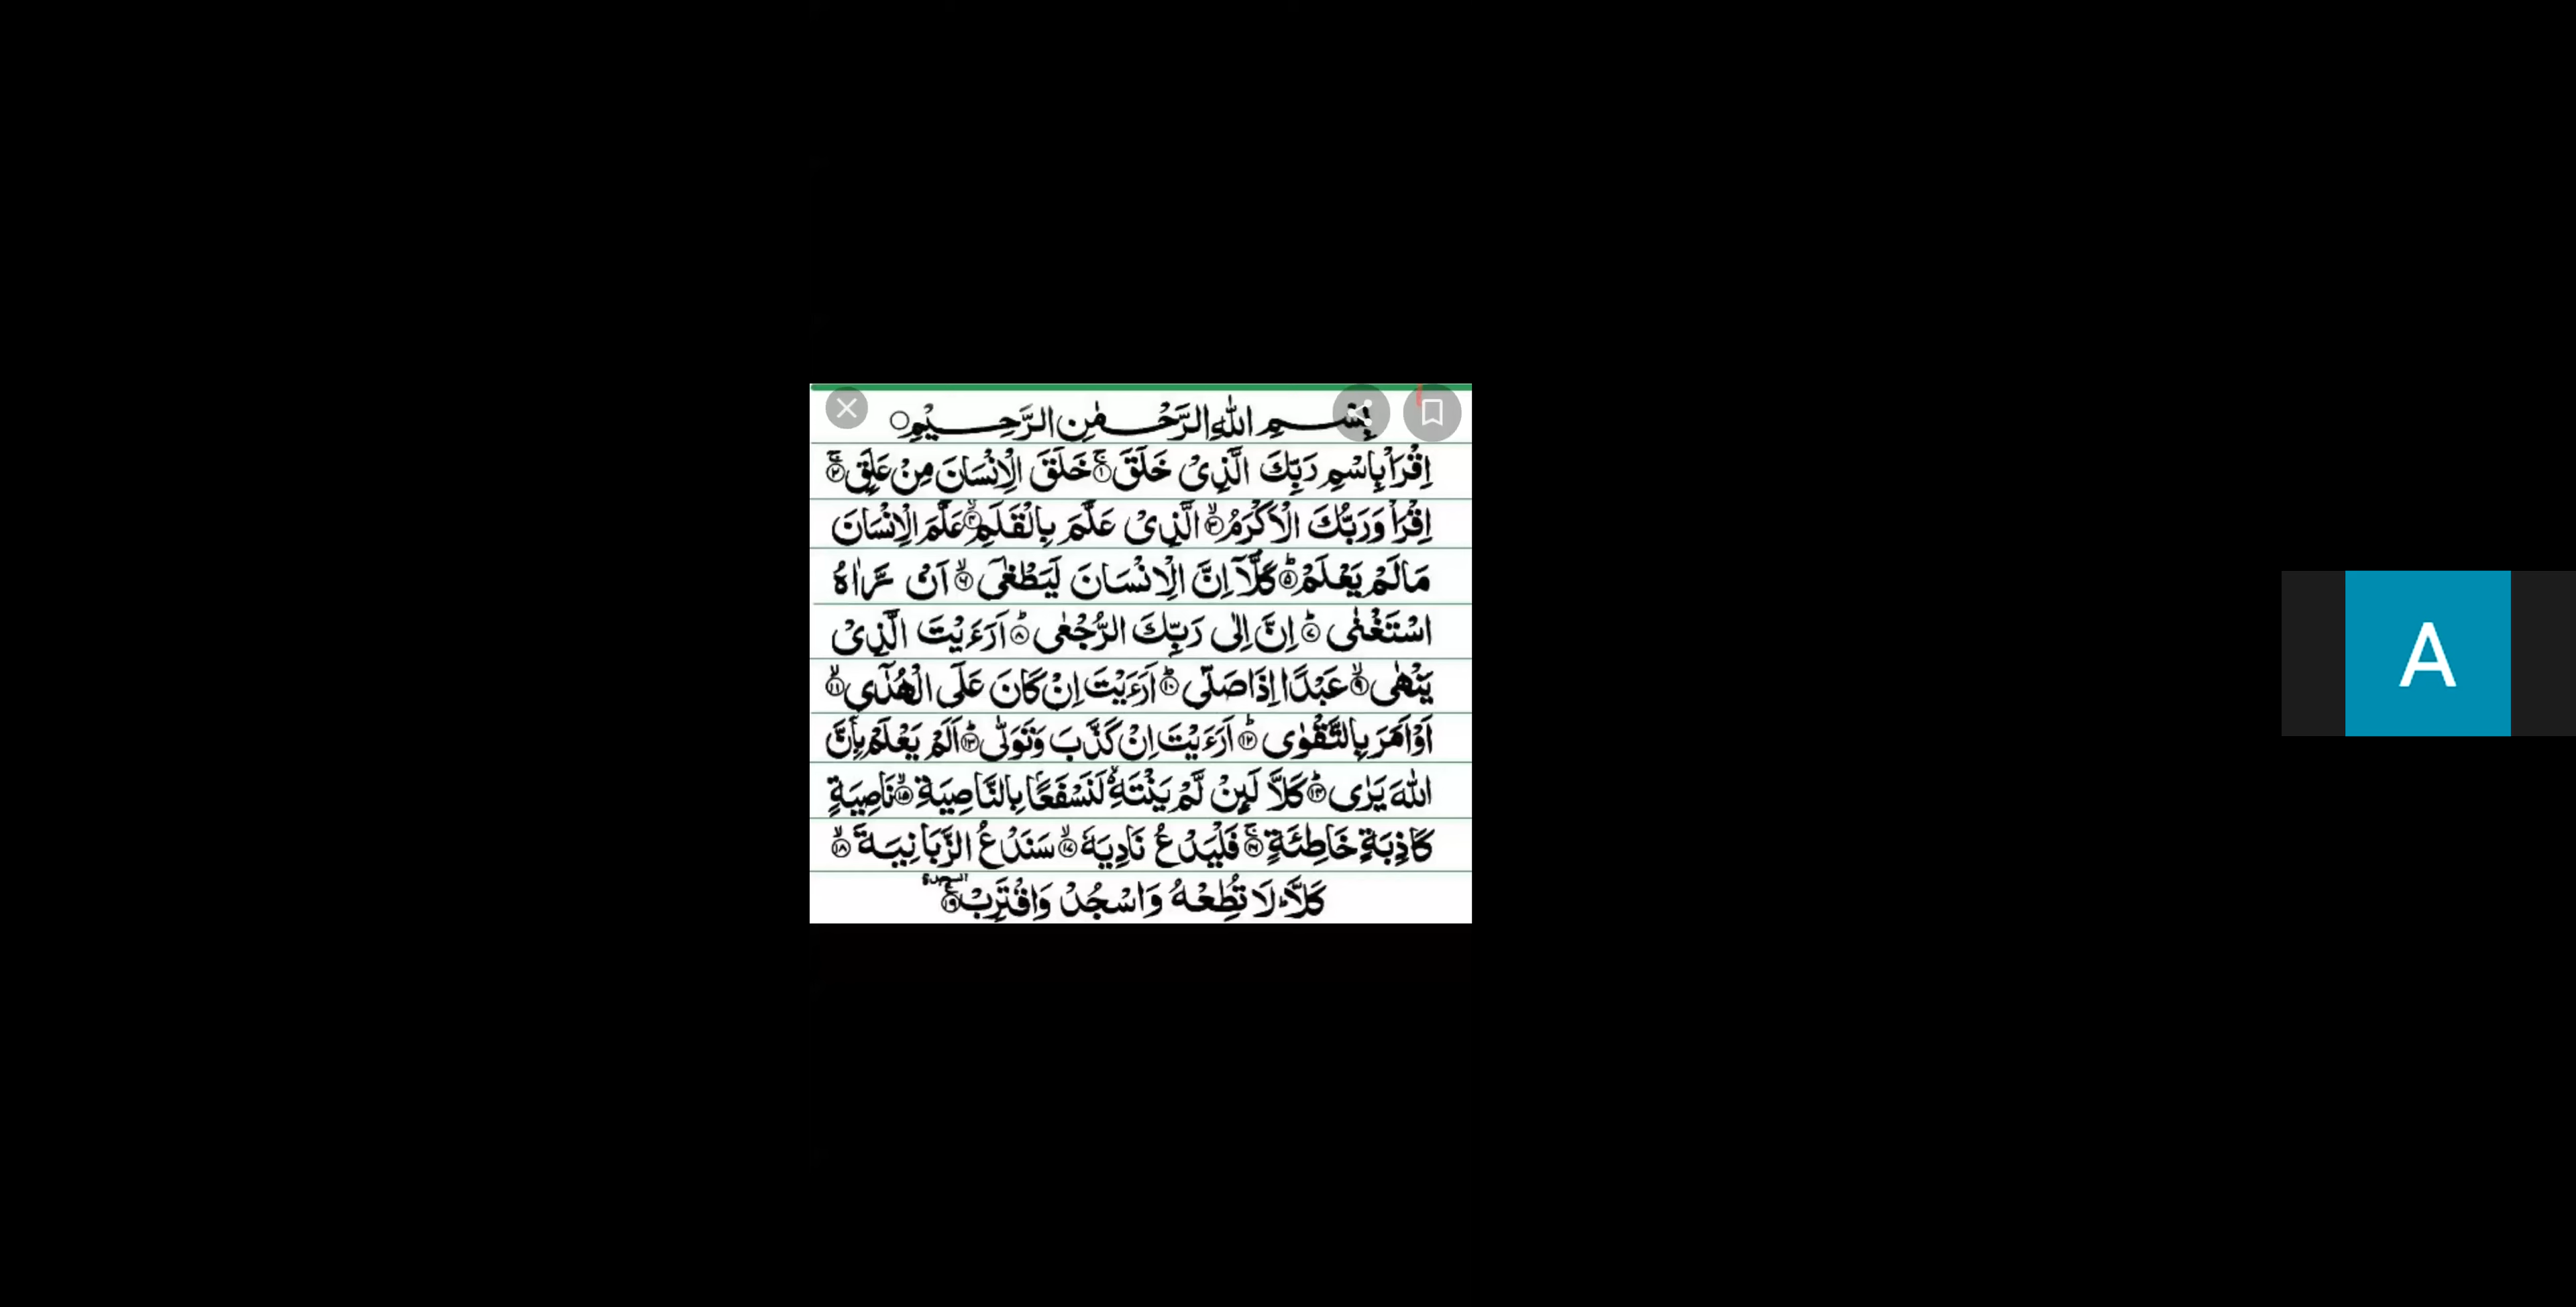 بِسْمِ اللّٰهِ الرَّحْمٰنِ الرَّحِيْمِ
اِقْرَاْ بِاسْمِ رَبِّكَ الَّذِىْ خَلَقَ ۚ﴿۱﴾ خَلَقَ الْاِنْسَانَ مِنْ عَلَقٍ ۚ﴿۲﴾
اِقْرَاْ وَرَبُّكَ الْاَكْرَمُ ۙ﴿۳﴾ الَّذِىْ عَلَّمَ بِالْقَلَمِ ۙ﴿۴﴾ عَلَّمَ الْاِنْسَانَ
مَا لَمْ يَعْلَمْ ؕ﴿۵﴾ كَلَّاۤ اِنَّ الْاِنْسَانَ لَيَطْغٰٓى ۙ﴿۶﴾ اَنْ رَّاٰهُ
اسْتَغْنٰى ؕ﴿۷﴾ اِنَّ اِلٰى رَبِّكَ الرُّجْعٰى ؕ﴿۸﴾ اَرَءَيْتَ الَّذِىْ
يَنْهٰى ۙ﴿۹﴾ عَبْدًا اِذَا صَلّٰى ؕ﴿۱۰﴾ اَرَءَيْتَ اِنْ كَانَ عَلَى الْهُدٰٓى ۙ﴿۱۱﴾
اَوْ اَمَرَ بِالتَّقْوٰى ؕ﴿۱۲﴾ اَرَءَيْتَ اِنْ كَذَّبَ وَتَوَلّٰى ؕ﴿۱۳﴾ اَلَمْ يَعْلَمْ بِاَنَّ
اللّٰهَ يَرٰى ؕ﴿۱۴﴾ كَلَّا لَئِنْ لَّمْ يَنْتَهِ ۙ لَنَسْفَعًۢا بِالنَّاصِيَةِ ۙ﴿۱۵﴾ نَاصِيَةٍ
كَاذِبَةٍ خَاطِئَةٍ ۚ﴿۱۶﴾ فَلْيَدْعُ نَادِيَهٗ ۙ﴿۱۷﴾ سَنَدْعُ الزَّبَانِيَةَ ۙ﴿۱۸﴾
كَلَّا ؕ لَا تُطِعْهُ وَاسْجُدْ وَاقْتَرِبْ ۩﴿۱۹﴾ السجدة
A